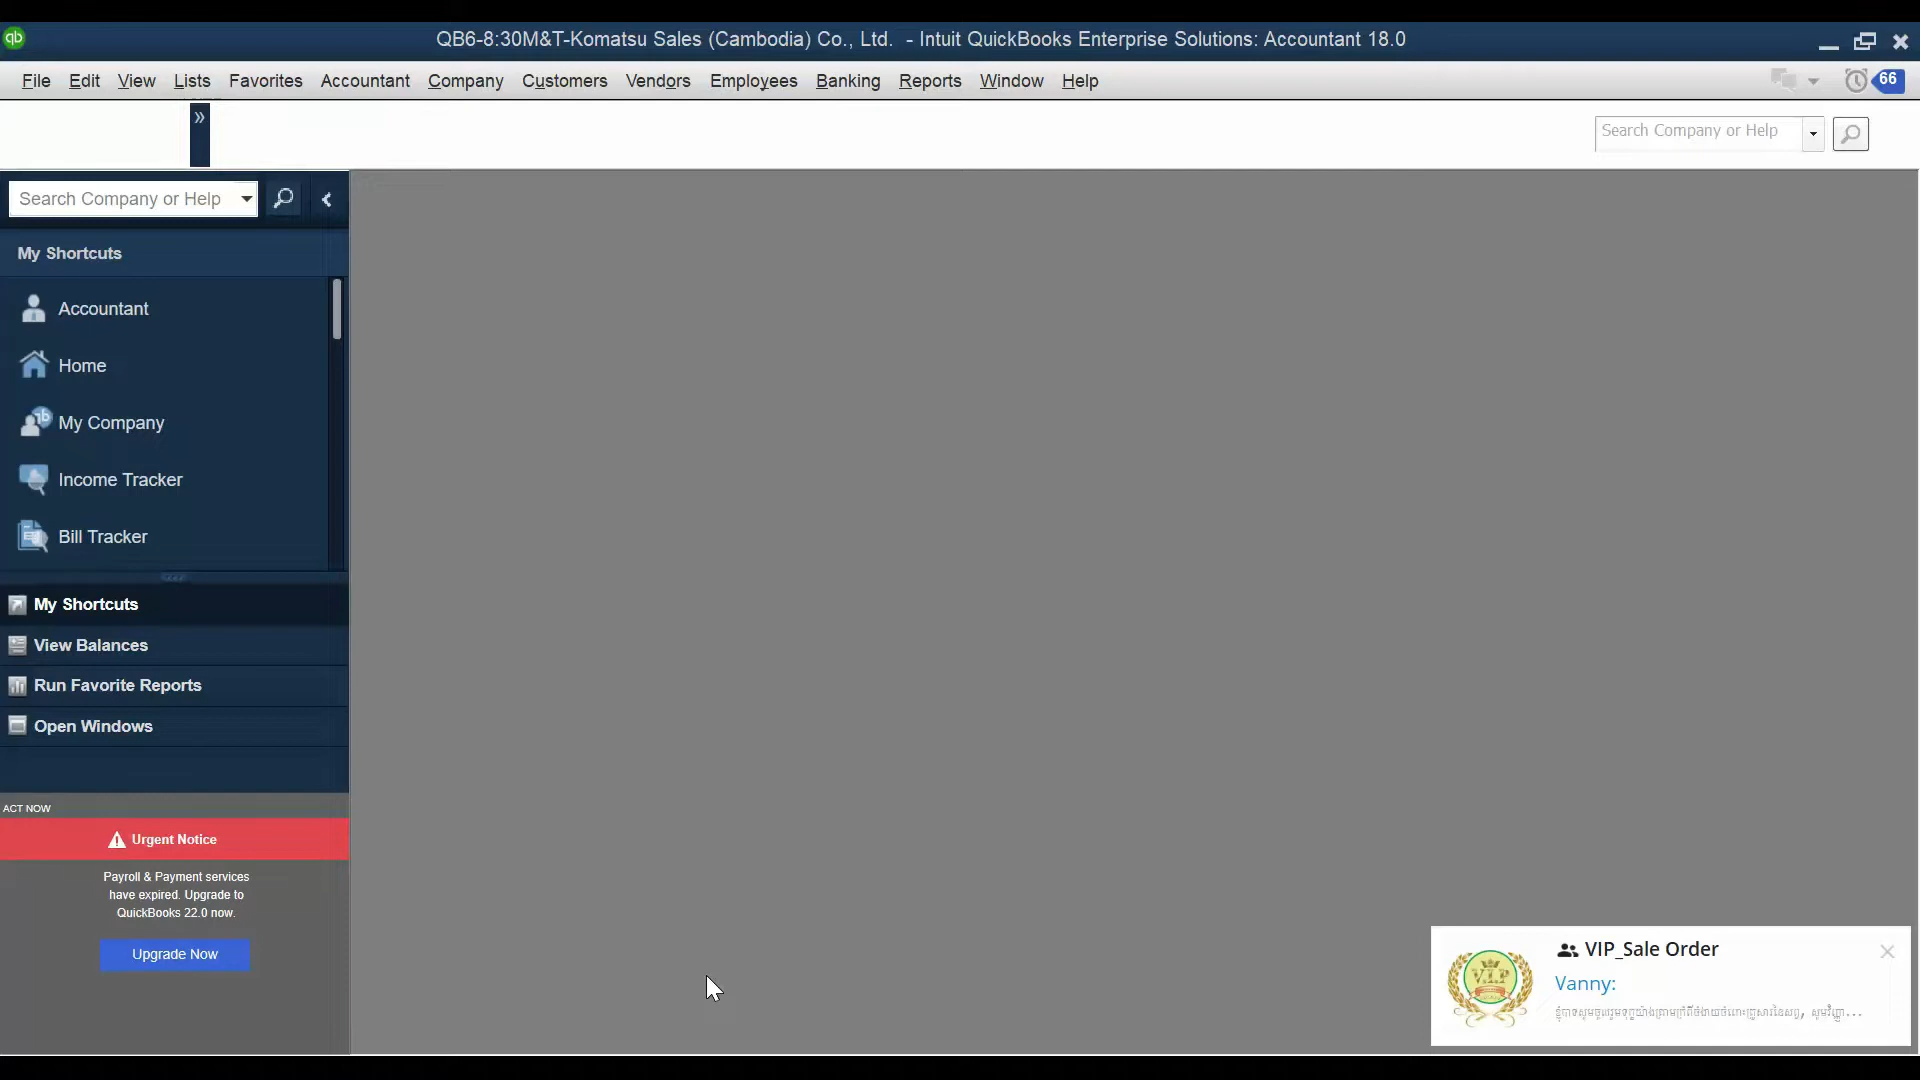 QB6-8:30M&T-Komatsu Sales (Cambodia) Co., Ltd. - Intuit QuickBooks Enterprise Solutions: Accountant 18.0
File Edit View Lists Favorites Accountant Company Customers Vendors Employees Banking Reports Window Help
66
»
Search Company or Help
Search Company or Help
My Shortcuts
Accountant
Home
My Company
Income Tracker
Bill Tracker
My Shortcuts
View Balances
Run Favorite Reports
Open Windows
ACT NOW
Urgent Notice
Payroll & Payment services
have expired. Upgrade to
QuickBooks 22.0 now.
Upgrade Now
V.I.P
VIP_Sale Order
Vanny: